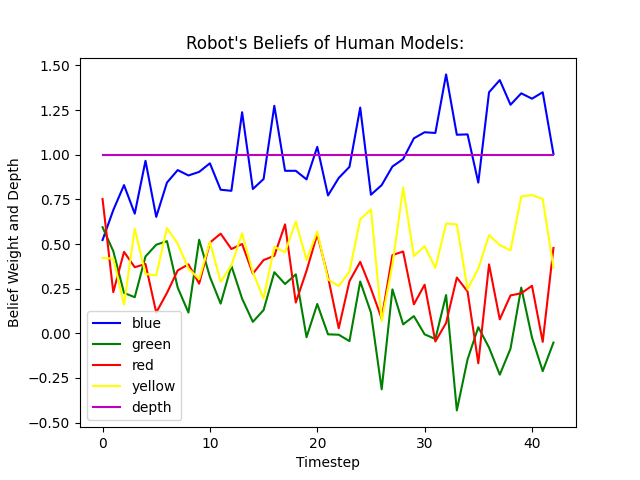 Robot's Beliefs of Human Models:
Belief Weight and Depth
1.50
1.25
1.00
0.75
0.50
0.25
0.00
−0.25
−0.50
blue
green
red
yellow
depth
0 10 20 30 40
Timestep